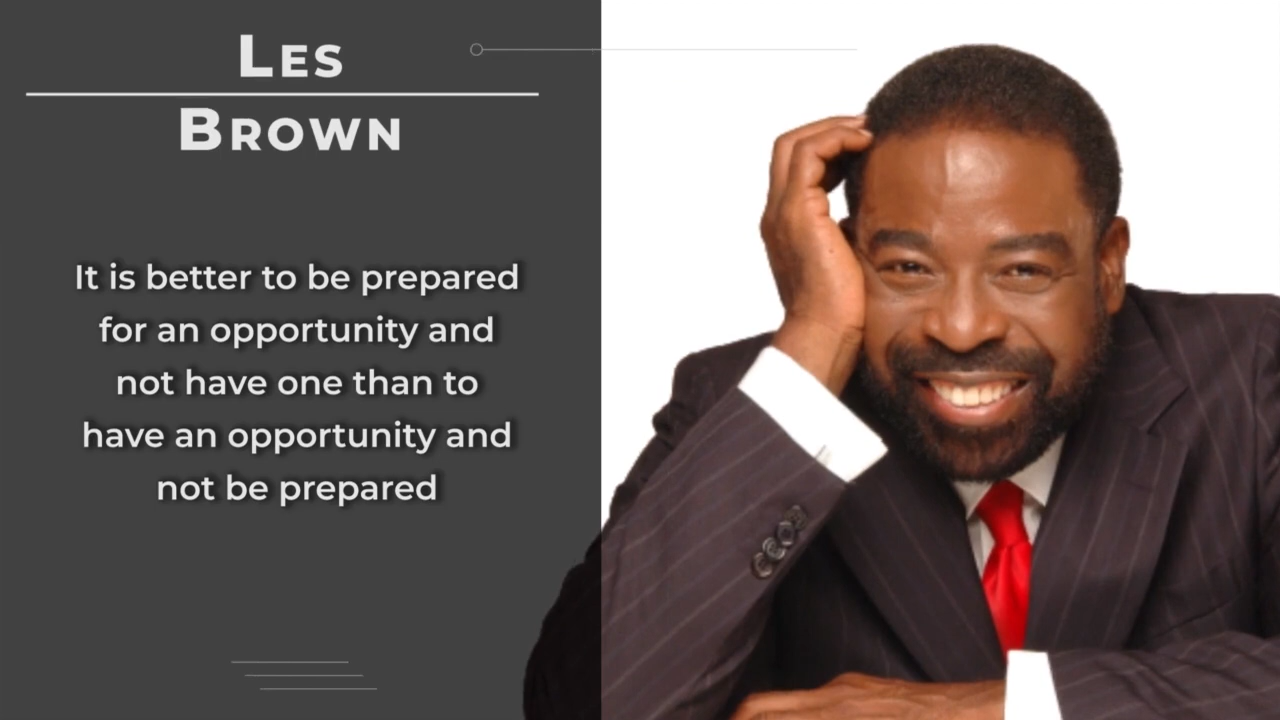 Les
Brown
It is better to be prepared
for an opportunity and
not have one than to
have an opportunity and
not be prepared